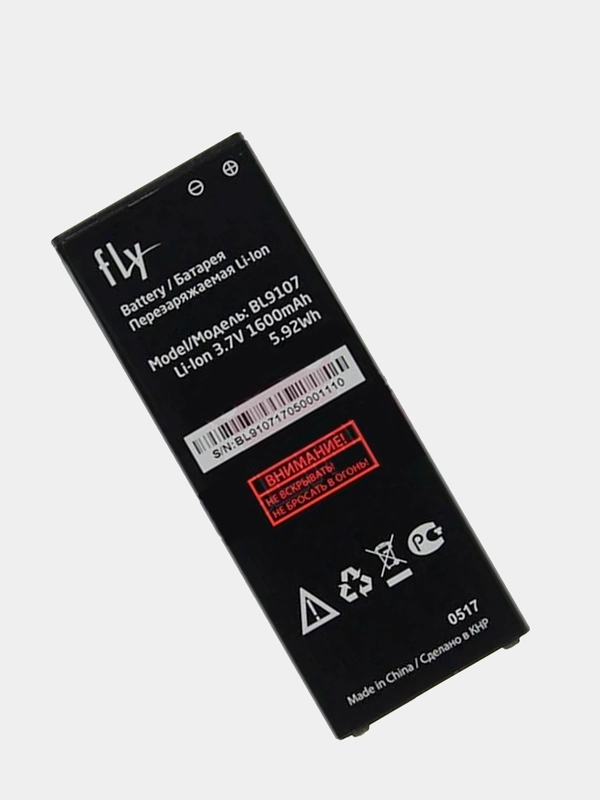 fly
Battery / Батарея
Перезаряжаемая Li-Ion
Model/Модель: BL9107
Li-Ion 3.7V 1600mAh
5.92Wh
S/N:BL910717050001110
ВНИМАНИЕ!
НЕ ВСКРЫВАТЬ!
НЕ БРОСАТЬ В ОГОНЬ!
РС
0517
Made in China / Сделано в КНР